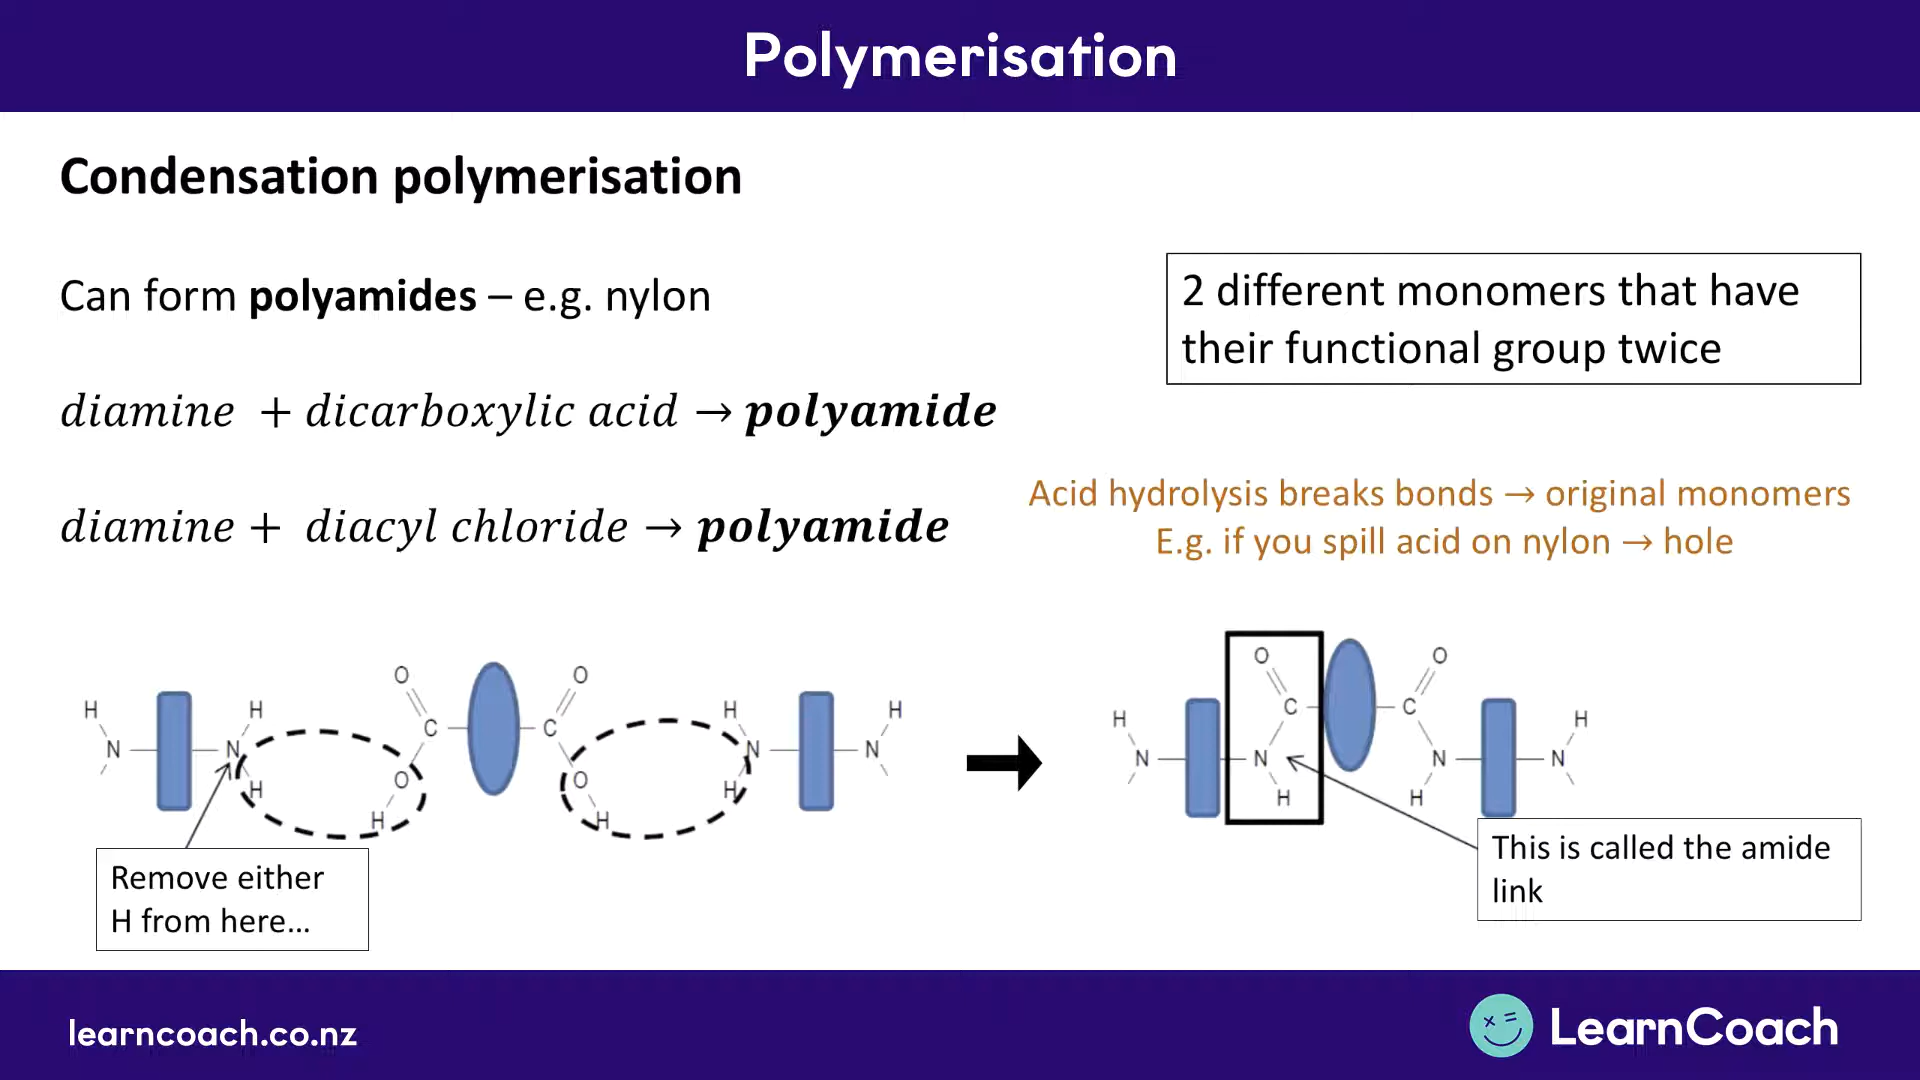 Polymerisation
Condensation polymerisation
Can form polyamides – e.g. nylon
2 different monomers that have
their functional group twice
diamine + dicarboxylic acid → polyamide
diamine + diacyl chloride → polyamide
Acid hydrolysis breaks bonds → original monomers
E.g. if you spill acid on nylon → hole
O O O O
H H H H
C C C C
H H
N N N N
N N N N
O O
H H
H H
H H
Remove either
H from here...
This is called the amide
link
learncoach.co.nz
LearnCoach